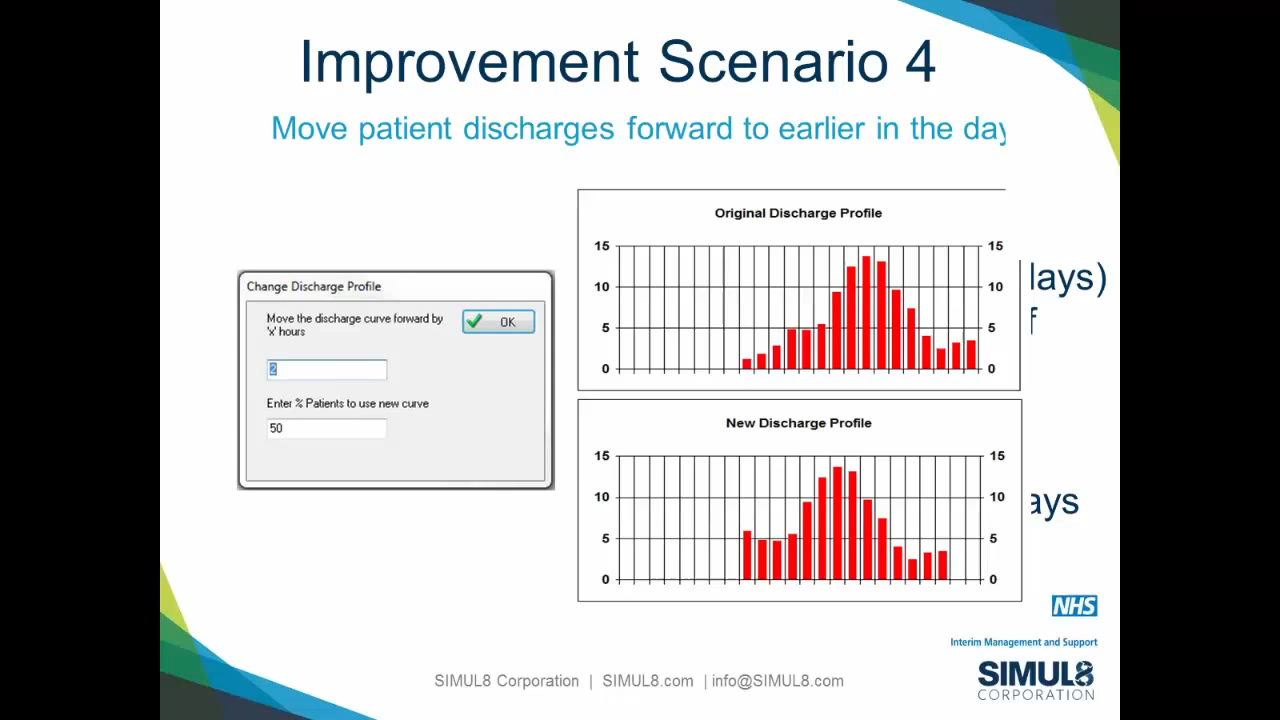 Improvement Scenario 4
Move patient discharges forward to earlier in the day
Change Discharge Profile
Move the discharge curve forward by
'x' hours
OK
2
Enter % Patients to use new curve
50
Original Discharge Profile
15 15
10 10
5 5
0 0
New Discharge Profile
15 15
10 10
5 5
0 0
days)
f
ays
NHS
Interim Management and Support
SIMUL8
CORPORATION
SIMUL8 Corporation | SIMUL8.com | info@SIMUL8.com